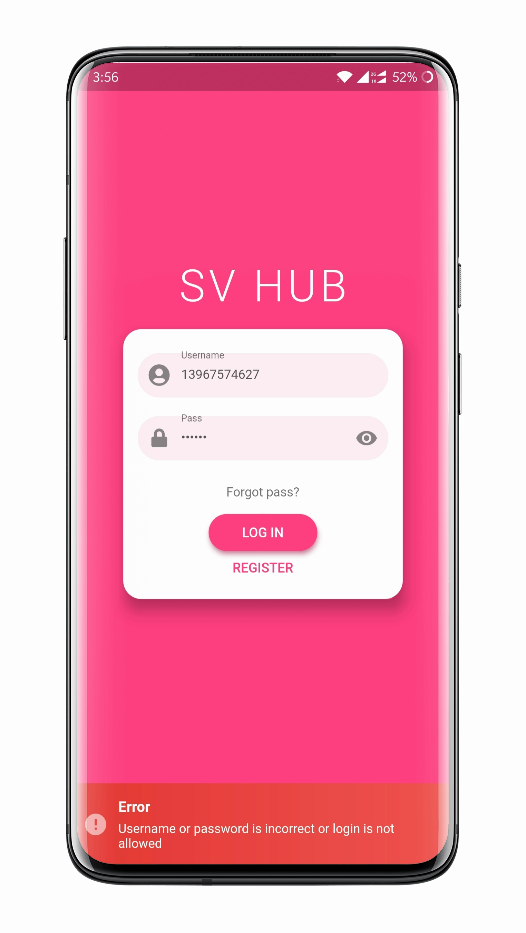 3:56
52%
SV HUB
Username
13967574627
Pass
••••••
Forgot pass?
LOG IN
REGISTER
Error
Username or password is incorrect or login is not
allowed